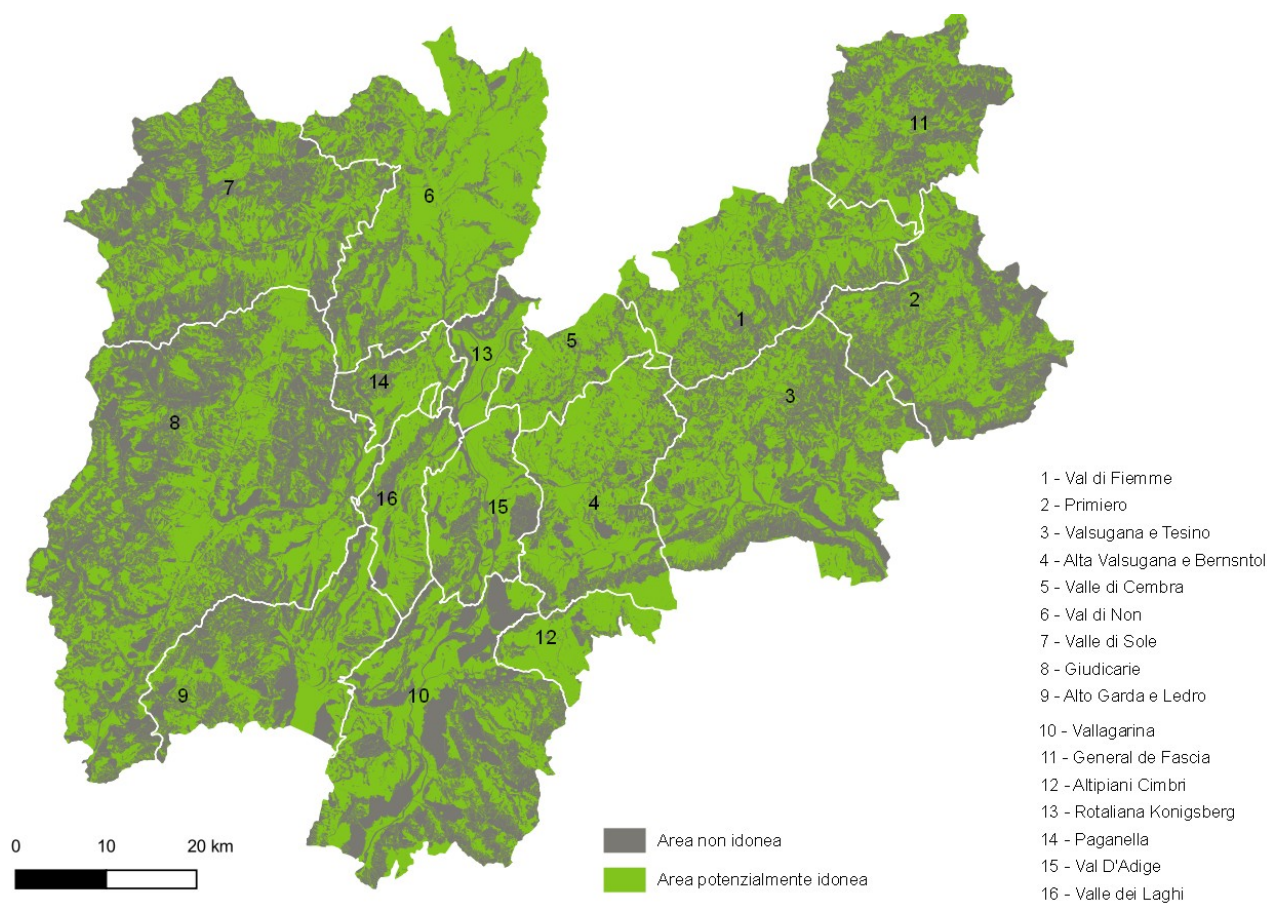 11
7
6
2
1
5
13
14
3
8
16
15
4
12
9
10
1 - Val di Fiemme
2 - Primiero
3 - Valsugana e Tesino
4 - Alta Valsugana e Bernsntol
5 - Valle di Cembra
6 - Val di Non
7 - Valle di Sole
8 - Giudicarie
9 - Alto Garda e Ledro
10 - Vallagarina
11 - General de Fascia
12 - Altipiani Cimbri
13 - Rotaliana Konigsberg
14 - Paganella
15 - Val D'Adige
16 - Valle dei Laghi
0 10 20 km
Area non idonea
Area potenzialmente idonea